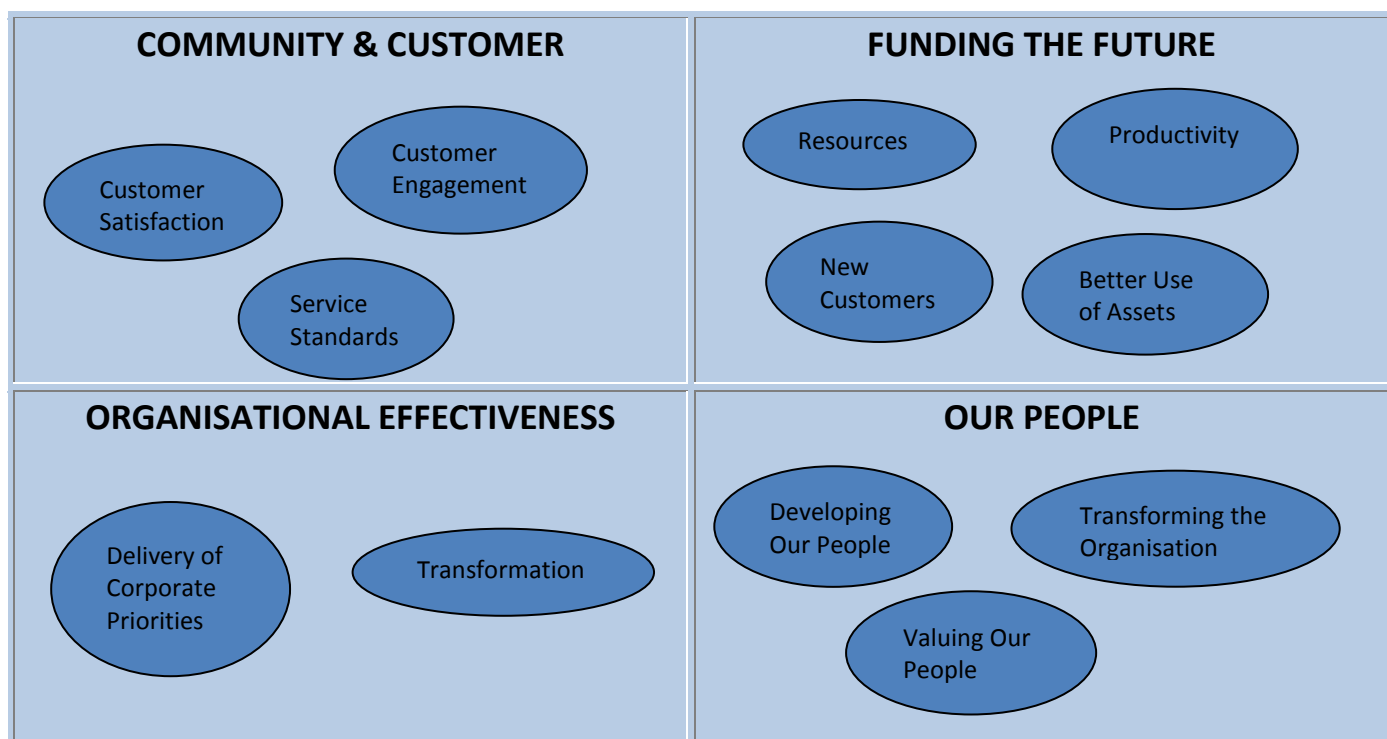 COMMUNITY & CUSTOMER
Customer
Satisfaction
Customer
Engagement
Service
Standards
FUNDING THE FUTURE
Resources
Productivity
New
Customers
Better Use
of Assets
ORGANISATIONAL EFFECTIVENESS
Delivery of
Corporate
Priorities
Transformation
OUR PEOPLE
Developing
Our People
Transforming the
Organisation
Valuing Our
People